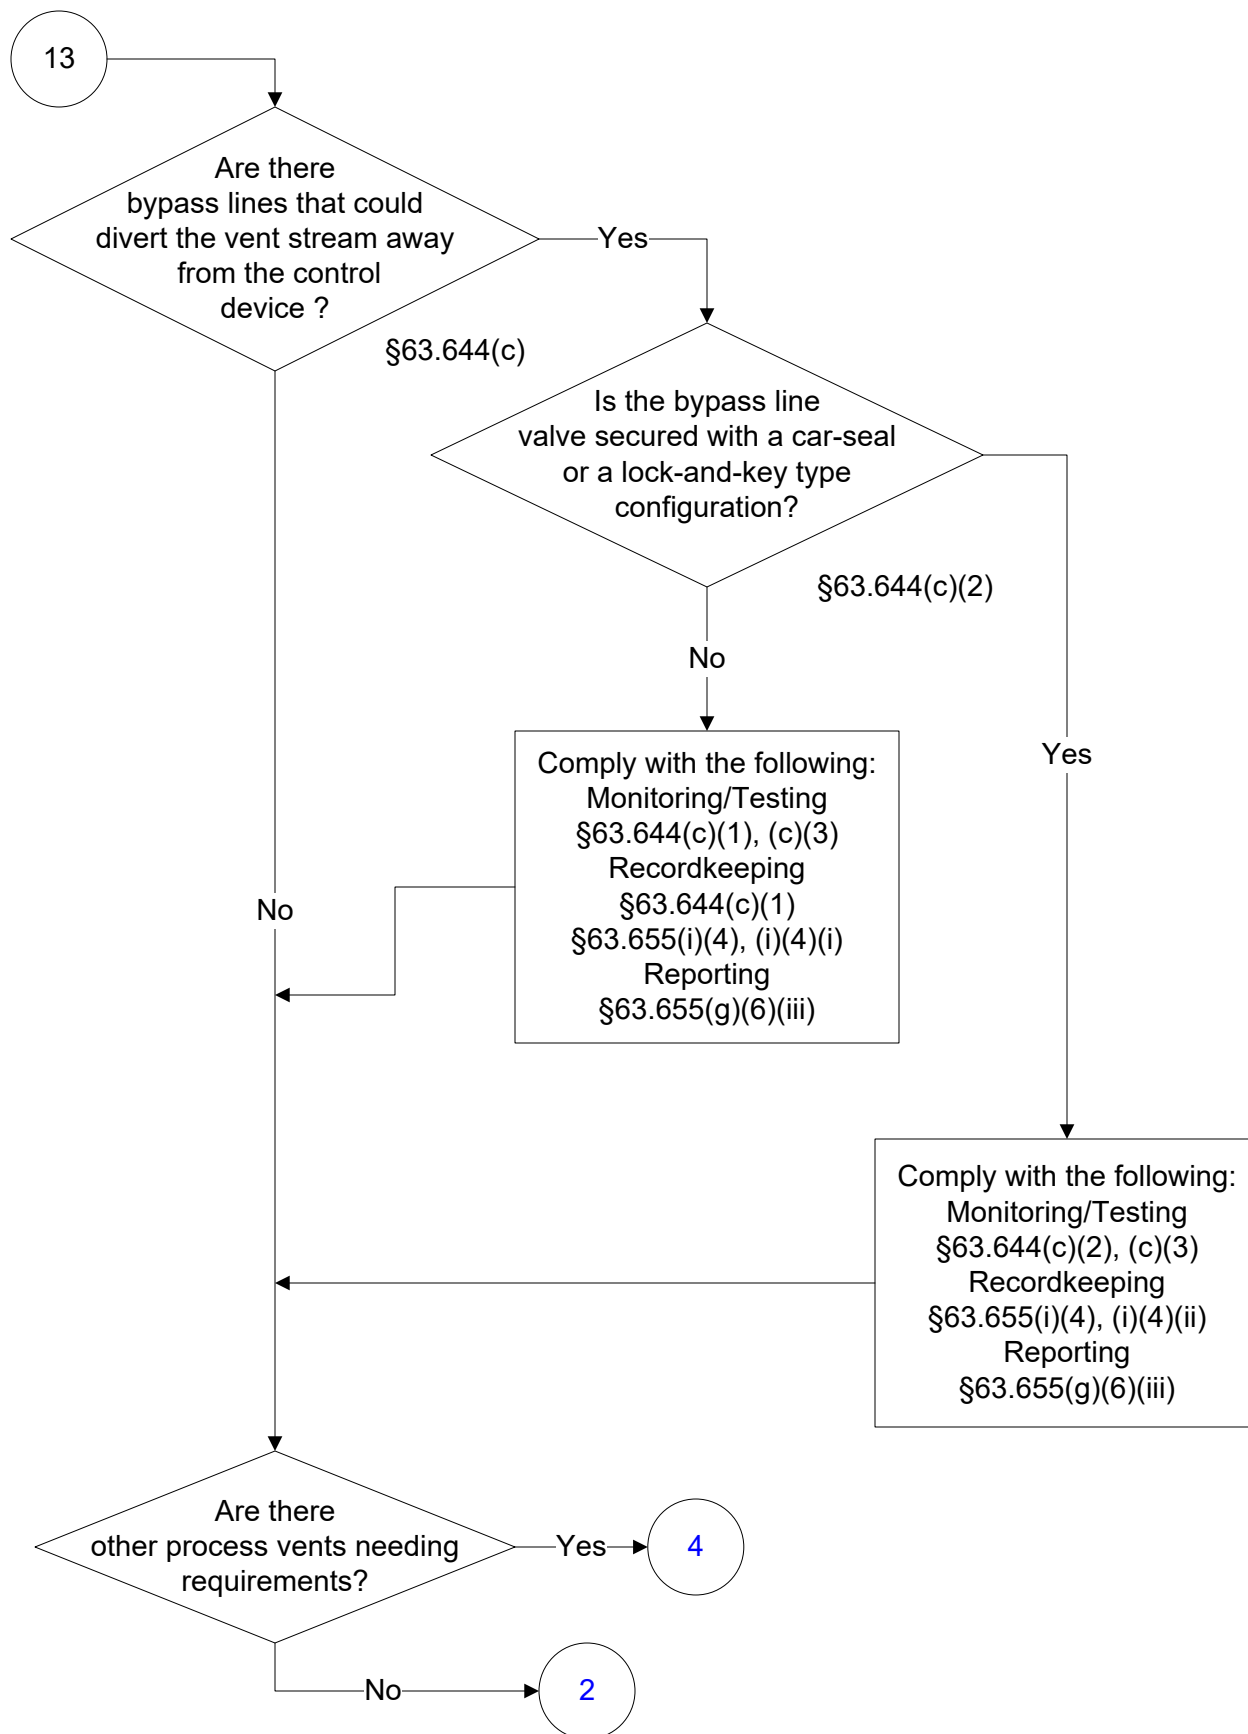 13
Are there
bypass lines that could
divert the vent stream away
from the control
device ?
Yes
§63.644(c)
Is the bypass line
valve secured with a car-seal
or a lock-and-key type
configuration?
§63.644(c)(2)
No
Yes
Comply with the following:
Monitoring/Testing
§63.644(c)(1), (c)(3)
Recordkeeping
§63.644(c)(1)
§63.655(i)(4), (i)(4)(i)
Reporting
§63.655(g)(6)(iii)
No
Comply with the following:
Monitoring/Testing
§63.644(c)(2), (c)(3)
Recordkeeping
§63.655(i)(4), (i)(4)(ii)
Reporting
§63.655(g)(6)(iii)
Are there
other process vents needing
requirements?
Yes
4
No
2